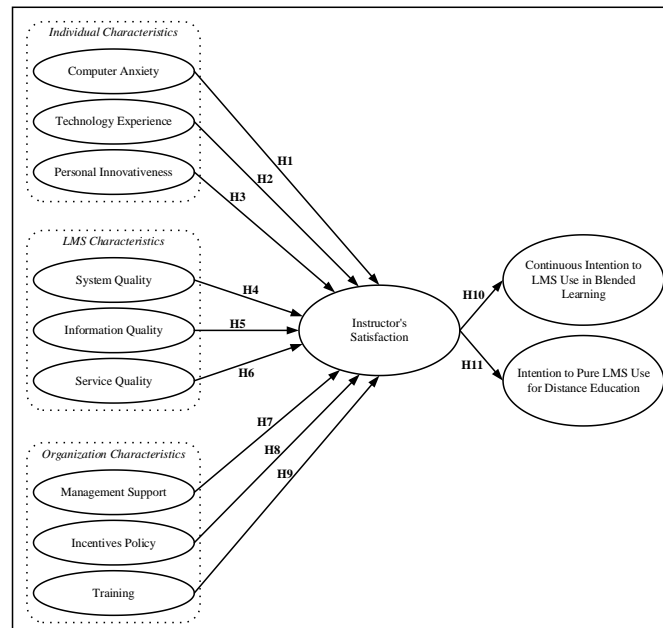 Individual Characteristics
Computer Anxiety
Technology Experience
Personal Innovativeness
H1
H2
H3
LMS Characteristics
System Quality
Information Quality
Service Quality
H4
H5
H6
Instructor's
Satisfaction
H10
H11
Continuous Intention to
LMS Use in Blended
Learning
Intention to Pure LMS Use
for Distance Education
Organization Characteristics
Management Support
Incentives Policy
Training
H7
H8
H9